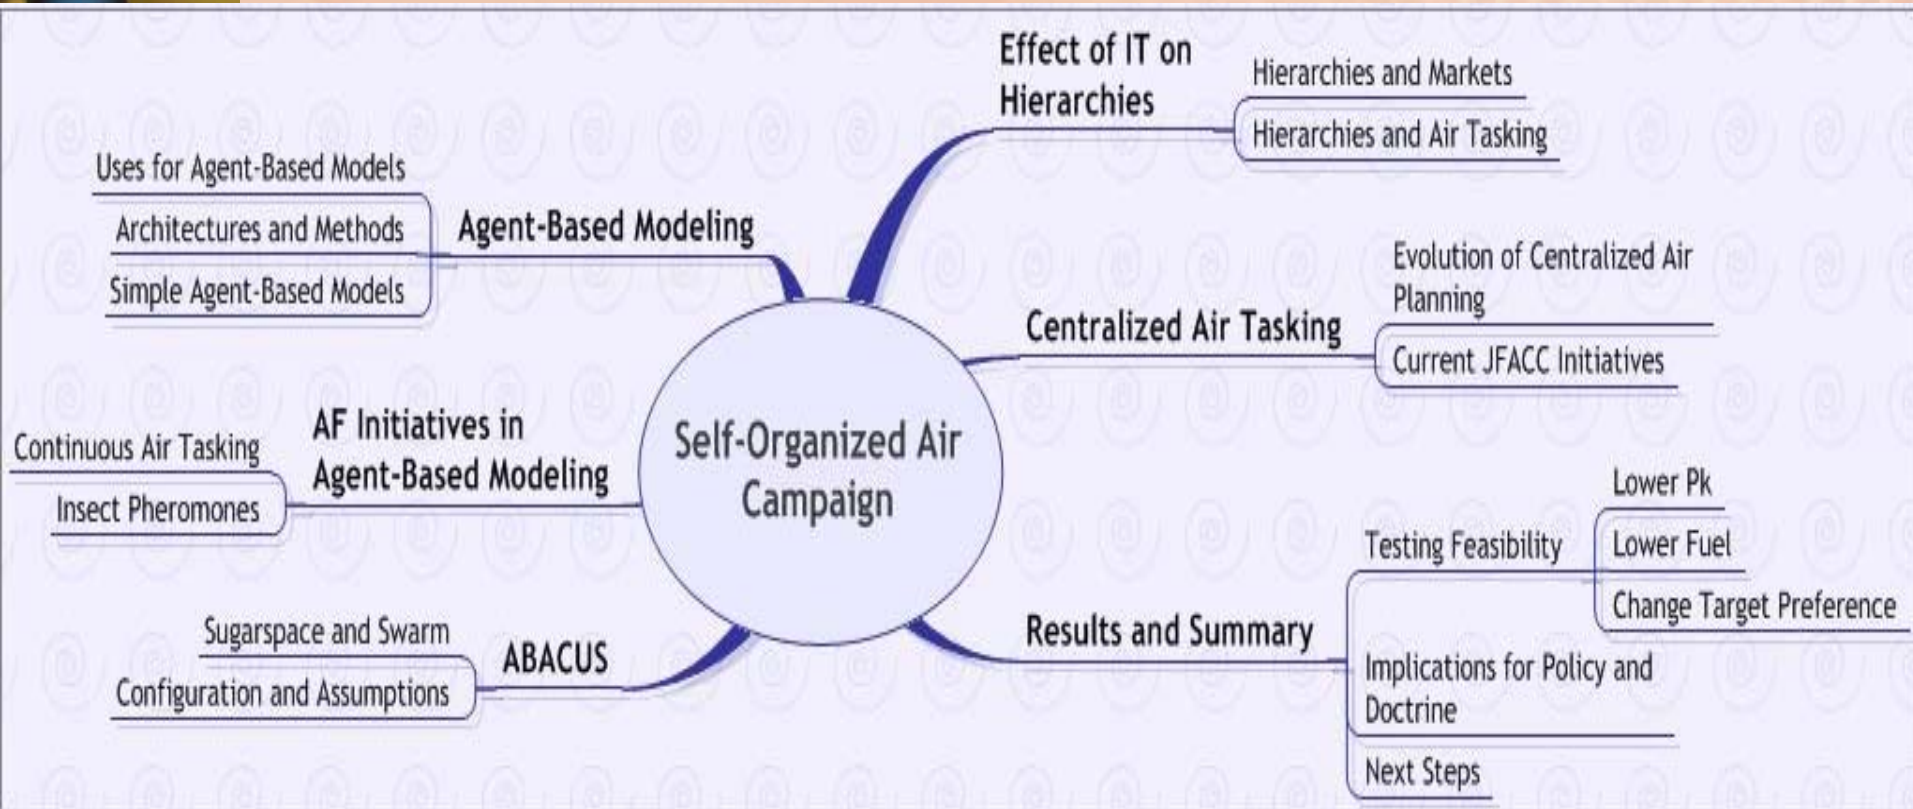 Self-Organized Air
Campaign
Effect of IT on
Hierarchies
Hierarchies and Markets
Hierarchies and Air Tasking
Centralized Air Tasking
Evolution of Centralized Air
Planning
Current JFACC Initiatives
Results and Summary
Testing Feasibility
Lower Pk
Lower Fuel
Change Target Preference
Implications for Policy and
Doctrine
Next Steps
Agent-Based Modeling
Uses for Agent-Based Models
Architectures and Methods
Simple Agent-Based Models
AF Initiatives in
Agent-Based Modeling
Continuous Air Tasking
Insect Pheromones
ABACUS
Sugarspace and Swarm
Configuration and Assumptions